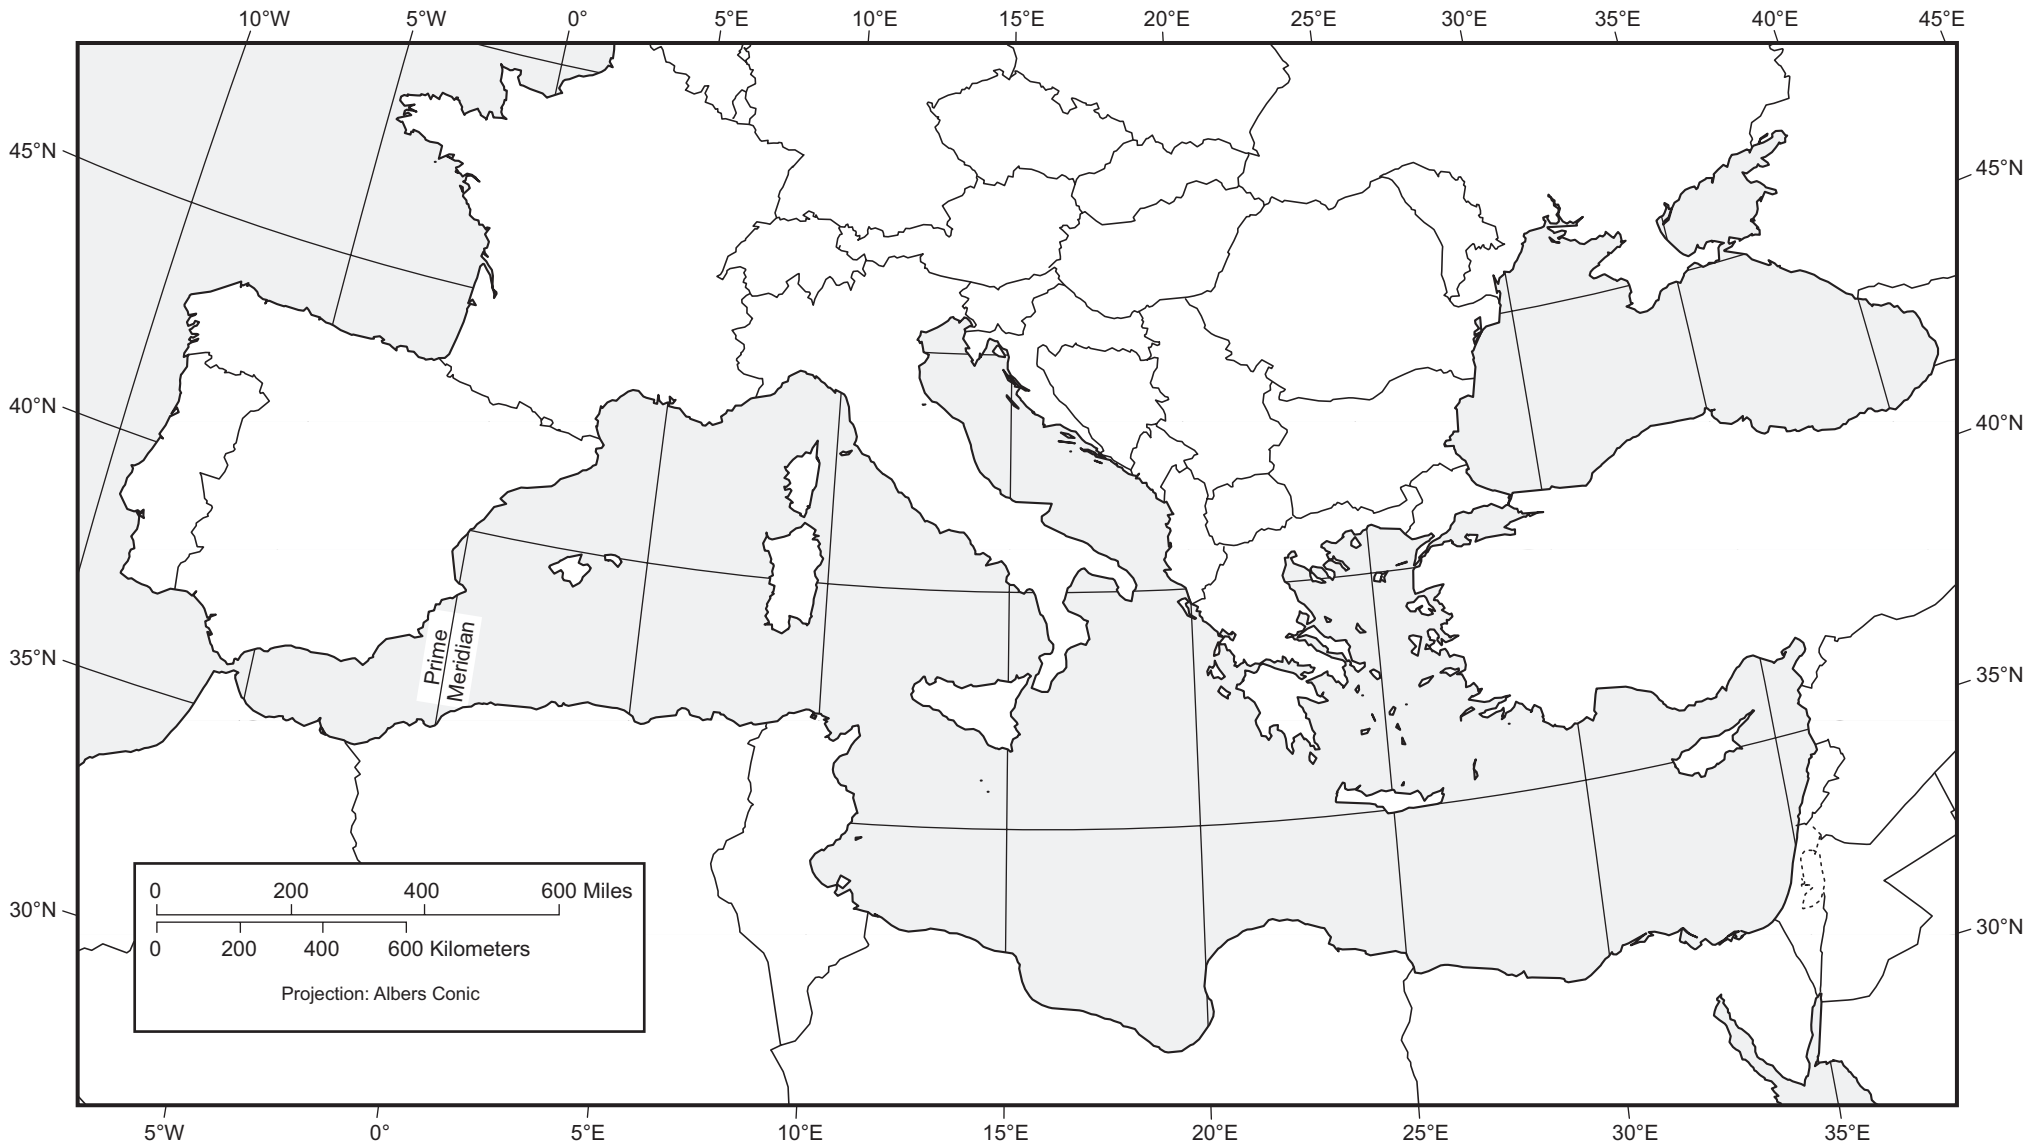 10°W 5°W 0° 5°E 10°E 15°E 20°E 25°E 30°E 35°E 40°E 45°E
45°N
45°N
40°N
40°N
35°N
35°N
Prime
Meridian
30°N
30°N
0 200 400 600 Miles
0 200 400 600 Kilometers
Projection: Albers Conic
5°W 0° 5°E 10°E 15°E 20°E 25°E 30°E 35°E